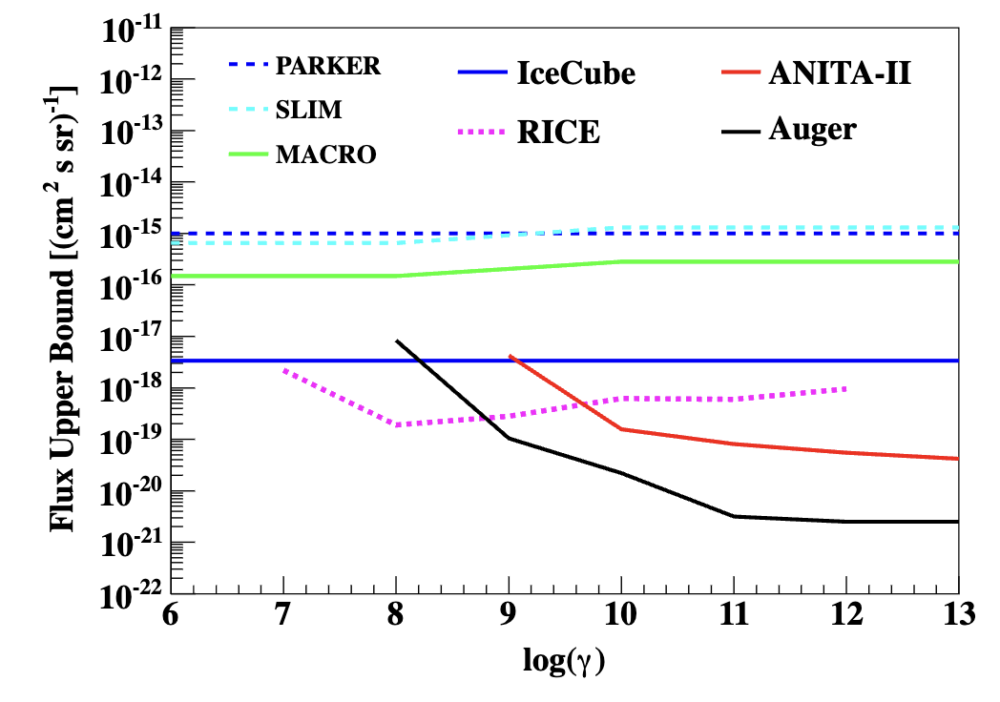 10^-11
10^-12
10^-13
10^-14
10^-15
10^-16
10^-17
10^-18
10^-19
10^-20
10^-21
10^-22
Flux Upper Bound [(cm^2 s sr)^-1]
PARKER
SLIM
MACRO
IceCube
RICE
ANITA-II
Auger
6 7 8 9 10 11 12 13
log(γ)